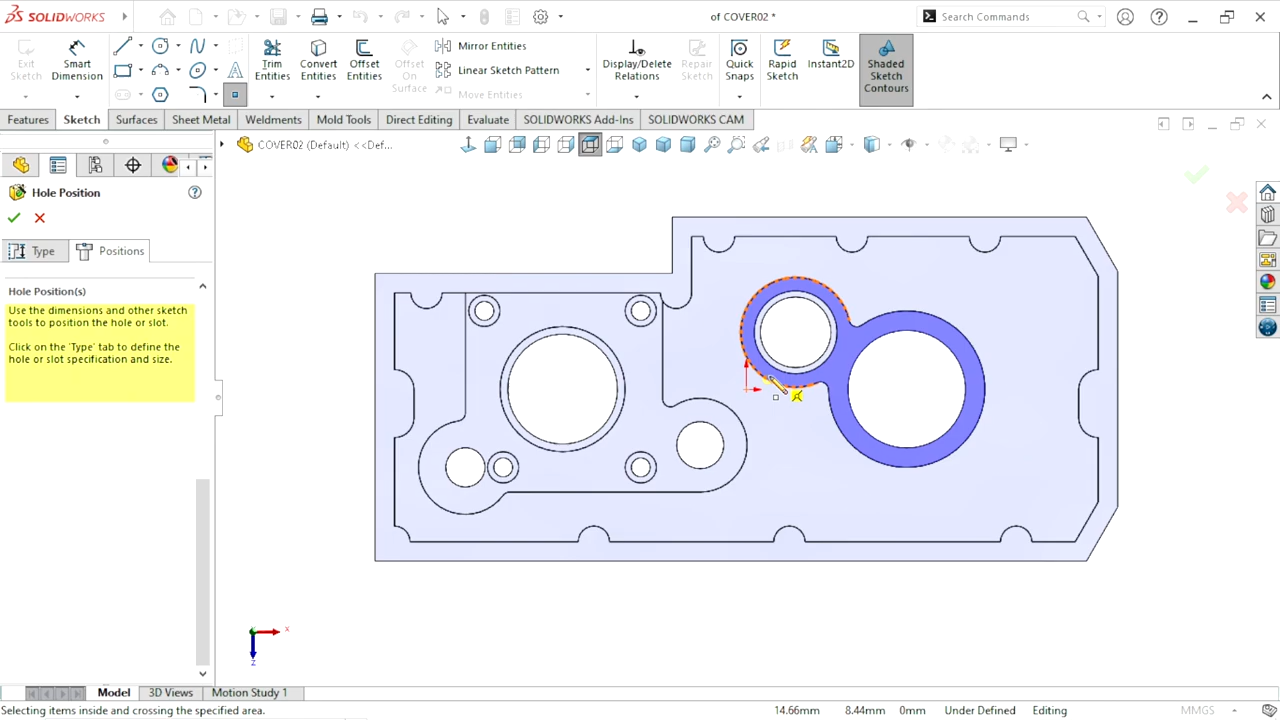 SOLIDWORKS
of COVER02 *
Search Commands
Exit Sketch
Smart Dimension
Trim Entities
Convert Entities
Offset Entities
Offset On Surface
Mirror Entities
Linear Sketch Pattern
Move Entities
Display/Delete Relations
Repair Sketch
Quick Snaps
Rapid Sketch
Instant2D
Shaded Sketch Contours
Features
Sketch
Surfaces
Sheet Metal
Weldments
Mold Tools
Direct Editing
Evaluate
SOLIDWORKS Add-Ins
SOLIDWORKS CAM
COVER02 (Default) <<Def...
Hole Position
Type
Positions
Hole Position(s)
Use the dimensions and other sketch
tools to position the hole or slot.
Click on the 'Type' tab to define the
hole or slot specification and size.
X
Z
Model
3D Views
Motion Study 1
Selecting items inside and crossing the specified area.
14.66mm
8.44mm
0mm
Under Defined
Editing
MMGS